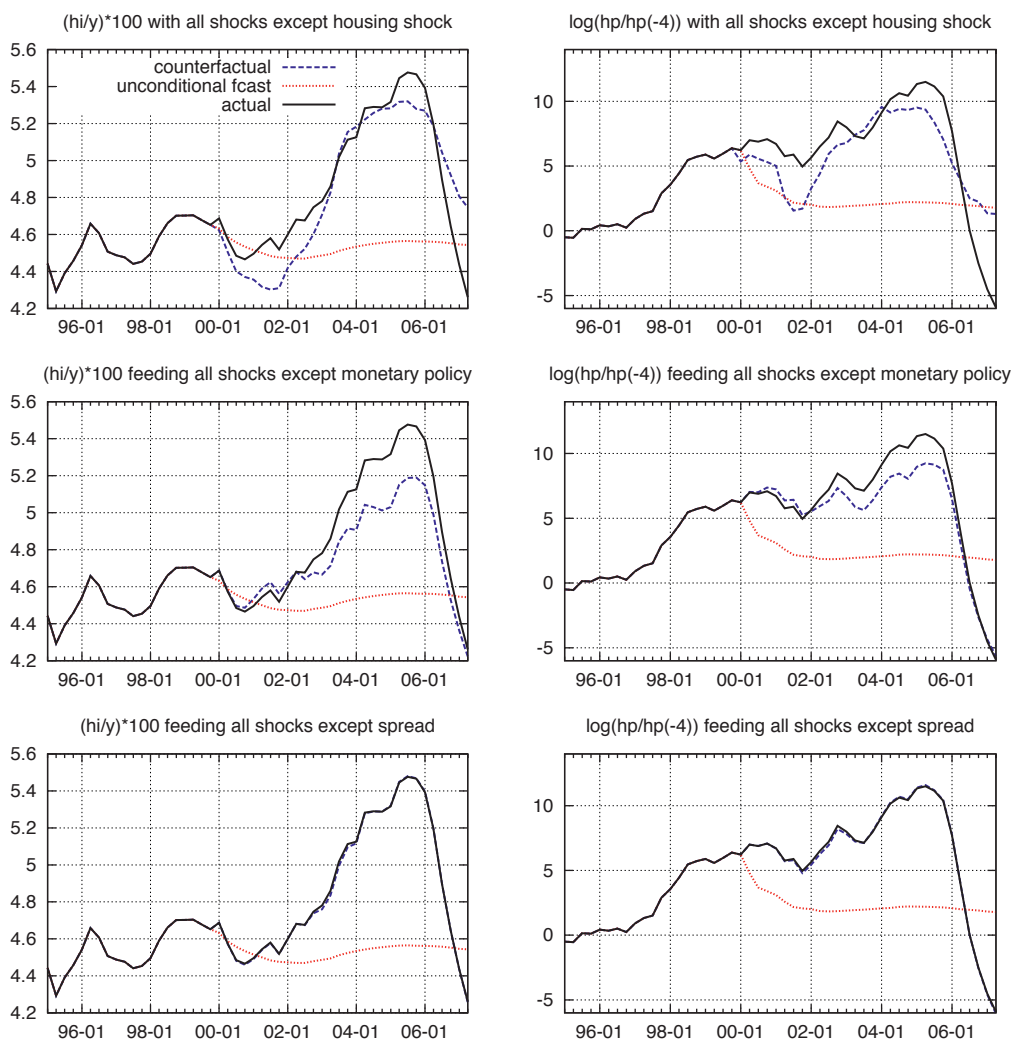 (hi/y)*100 with all shocks except housing shock
5.6
5.4
5.2
5
4.8
4.6
4.4
4.2
counterfactual
unconditional fcast
actual
96-01 98-01 00-01 02-01 04-01 06-01
log(hp/hp(-4)) with all shocks except housing shock
10
5
0
-5
96-01 98-01 00-01 02-01 04-01 06-01
(hi/y)*100 feeding all shocks except monetary policy
5.6
5.4
5.2
5
4.8
4.6
4.4
4.2
96-01 98-01 00-01 02-01 04-01 06-01
log(hp/hp(-4)) feeding all shocks except monetary policy
10
5
0
-5
96-01 98-01 00-01 02-01 04-01 06-01
(hi/y)*100 feeding all shocks except spread
5.6
5.4
5.2
5
4.8
4.6
4.4
4.2
96-01 98-01 00-01 02-01 04-01 06-01
log(hp/hp(-4)) feeding all shocks except spread
10
5
0
-5
96-01 98-01 00-01 02-01 04-01 06-01